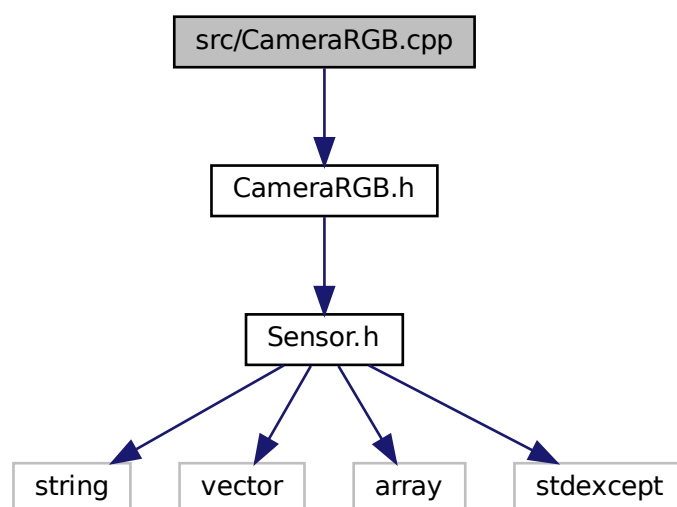 src/CameraRGB.cpp
CameraRGB.h
Sensor.h
string vector array stdexcept